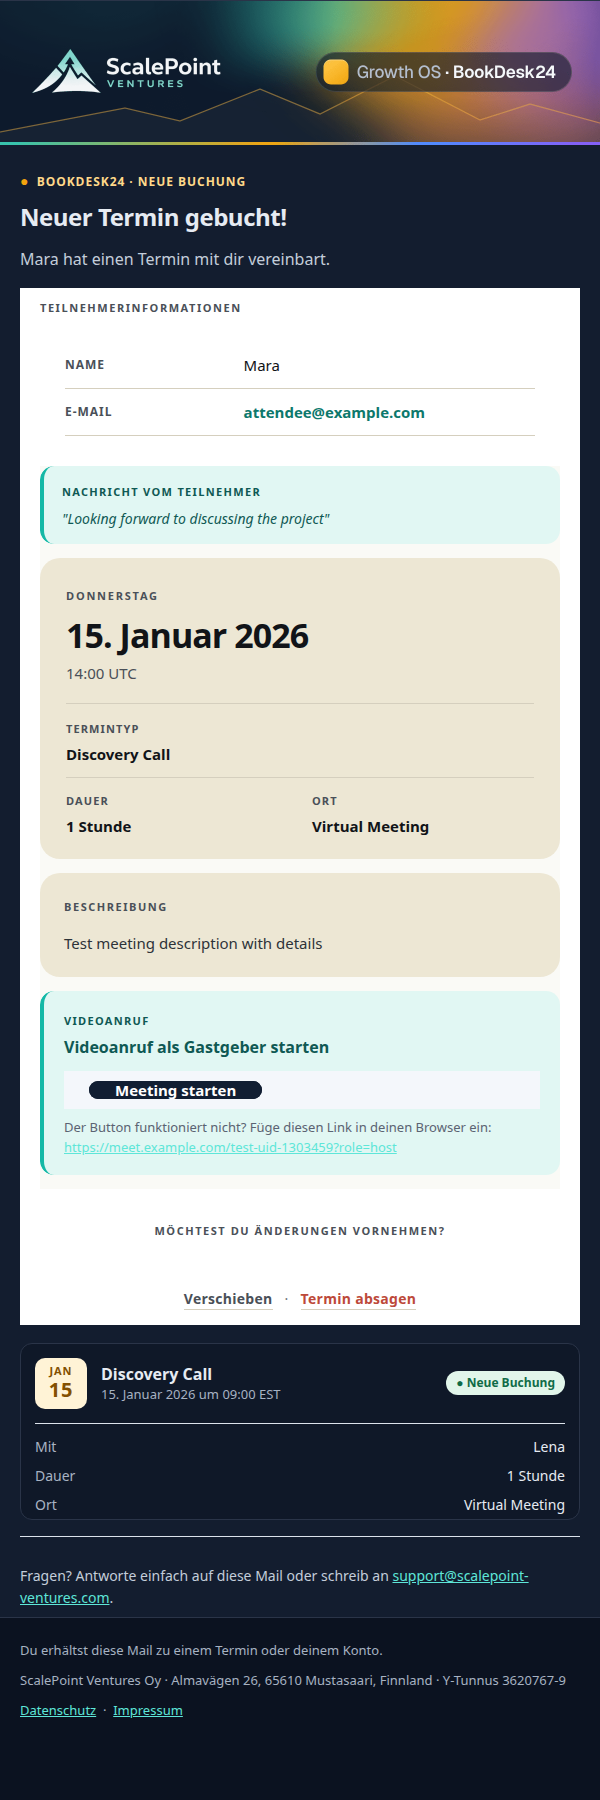 ScalePoint
VENTURES
Growth OS · BookDesk24
● BOOKDESK24 · NEUE BUCHUNG
Neuer Termin gebucht!
Mara hat einen Termin mit dir vereinbart.
TEILNEHMERINFORMATIONEN
NAME Mara
E-MAIL attendee@example.com
NACHRICHT VOM TEILNEHMER
"Looking forward to discussing the project"
DONNERSTAG
15. Januar 2026
14:00 UTC
TERMINTYP
Discovery Call
DAUER ORT
1 Stunde Virtual Meeting
BESCHREIBUNG
Test meeting description with details
VIDEOANRUF
Videoanruf als Gastgeber starten
Meeting starten
Der Button funktioniert nicht? Füge diesen Link in deinen Browser ein:
https://meet.example.com/test-uid-1303459?role=host
MÖCHTEST DU ÄNDERUNGEN VORNEHMEN?
Verschieben · Termin absagen
JAN
15
Discovery Call
15. Januar 2026 um 09:00 EST
● Neue Buchung
Mit Lena
Dauer 1 Stunde
Ort Virtual Meeting
Fragen? Antworte einfach auf diese Mail oder schreib an support@scalepoint-
ventures.com.
Du erhältst diese Mail zu einem Termin oder deinem Konto.
ScalePoint Ventures Oy · Almavägen 26, 65610 Mustasaari, Finnland · Y-Tunnus 3620767-9
Datenschutz · Impressum